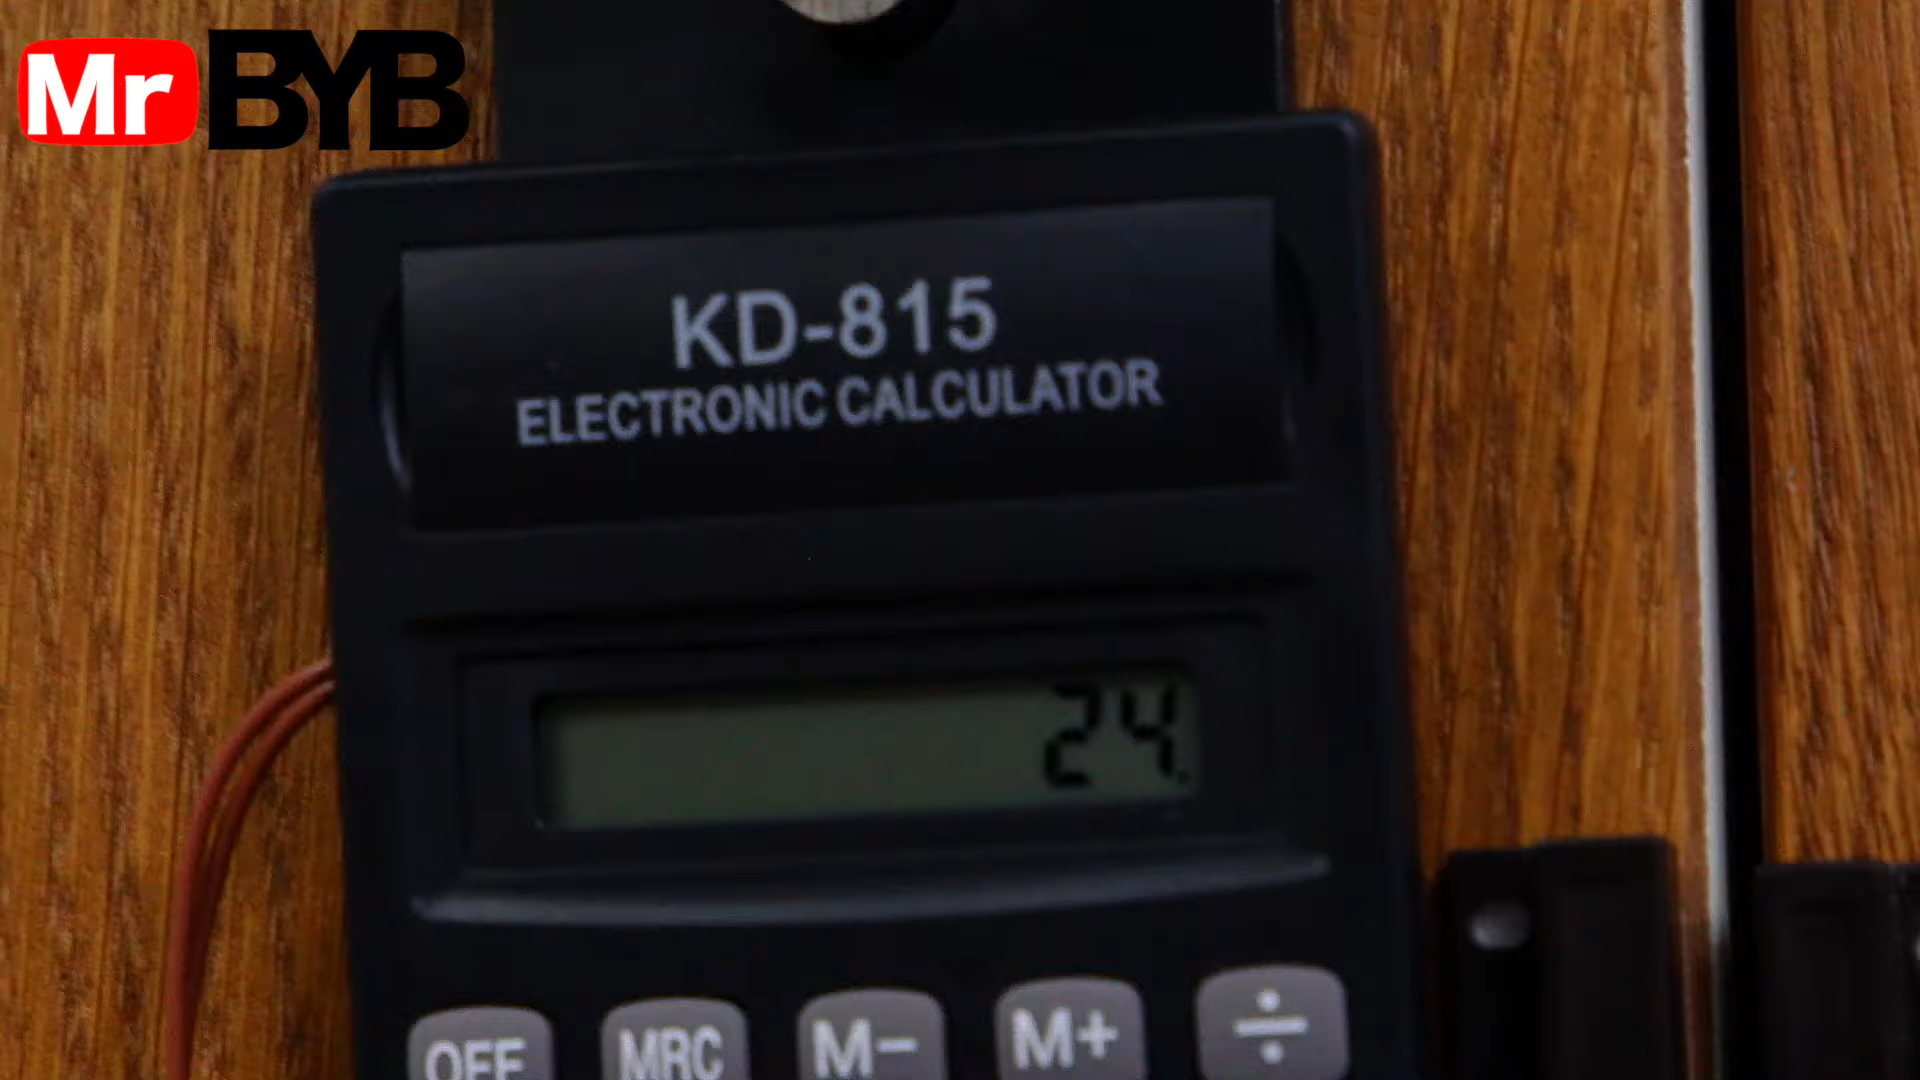 Mr BYB
KD-815
ELECTRONIC CALCULATOR
24.
OFF MRC M- M+ ÷